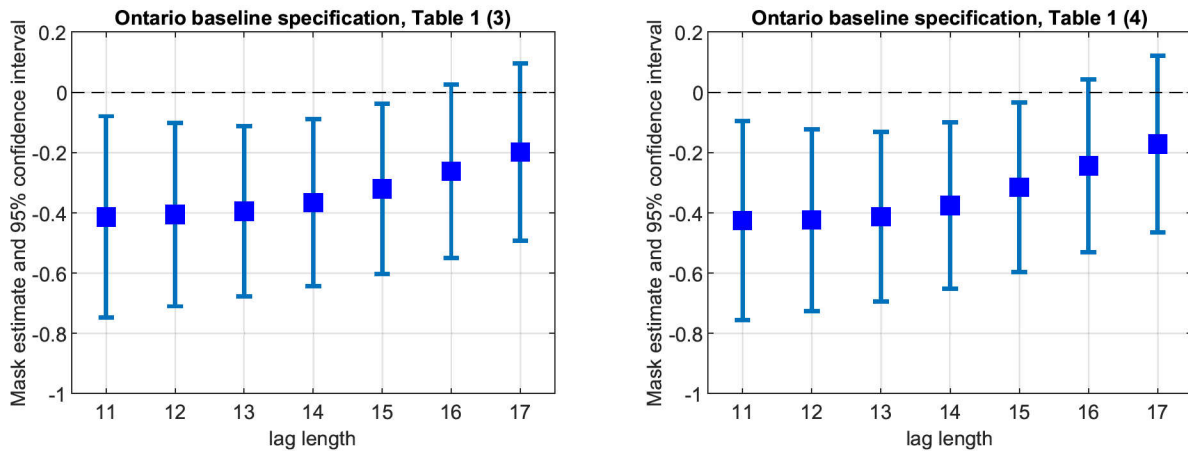 Ontario baseline specification, Table 1 (3)
Mask estimate and 95% confidence interval
0.2
0
-0.2
-0.4
-0.6
-0.8
-1
11 12 13 14 15 16 17
lag length
Ontario baseline specification, Table 1 (4)
Mask estimate and 95% confidence interval
0.2
0
-0.2
-0.4
-0.6
-0.8
-1
11 12 13 14 15 16 17
lag length